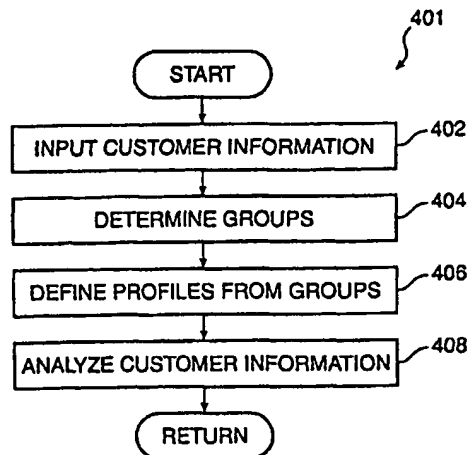 401
START
INPUT CUSTOMER INFORMATION
402
DETERMINE GROUPS
404
DEFINE PROFILES FROM GROUPS
406
ANALYZE CUSTOMER INFORMATION
408
RETURN